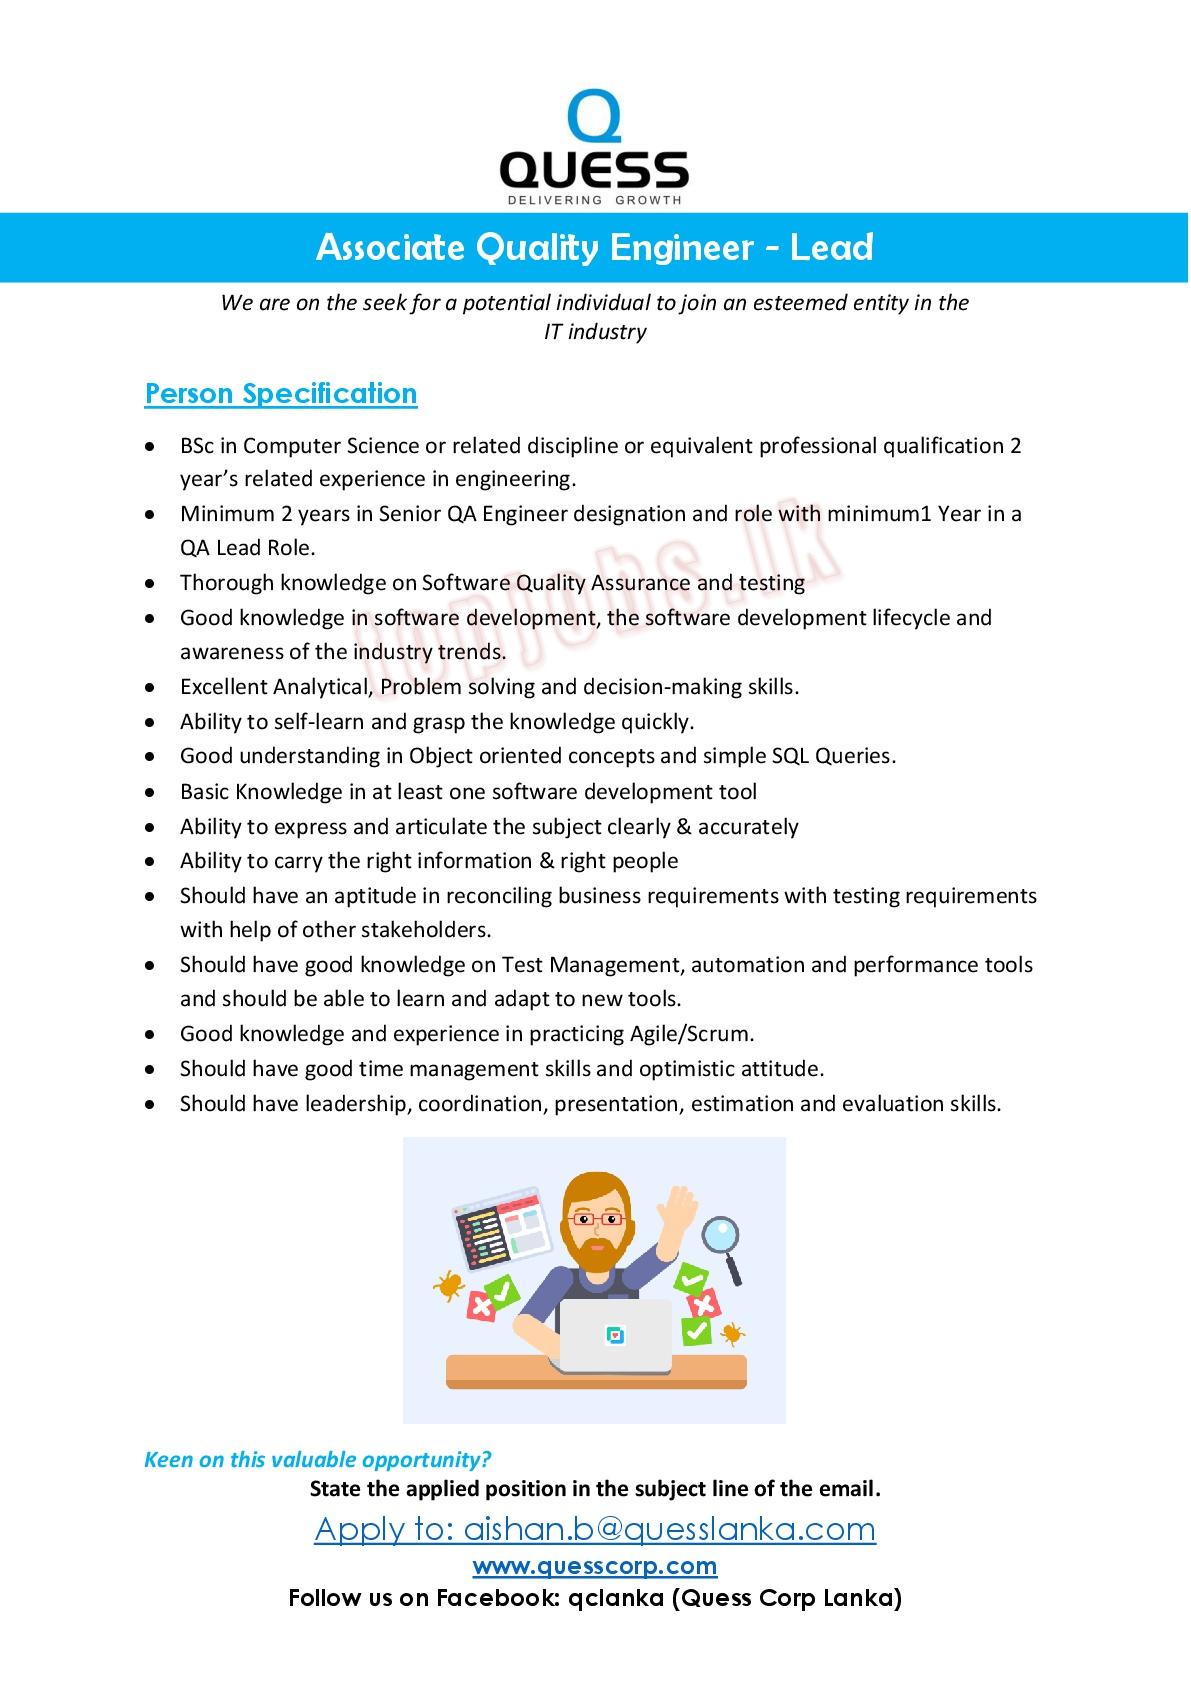 Q
QUESS
DELIVERING GROWTH
Associate Quality Engineer - Lead
We are on the seek for a potential individual to join an esteemed entity in the
IT industry
Person Specification
• BSc in Computer Science or related discipline or equivalent professional qualification 2
year’s related experience in engineering.
• Minimum 2 years in Senior QA Engineer designation and role with minimum1 Year in a
QA Lead Role.
• Thorough knowledge on Software Quality Assurance and testing
• Good knowledge in software development, the software development lifecycle and
awareness of the industry trends.
• Excellent Analytical, Problem solving and decision-making skills.
• Ability to self-learn and grasp the knowledge quickly.
• Good understanding in Object oriented concepts and simple SQL Queries.
• Basic Knowledge in at least one software development tool
• Ability to express and articulate the subject clearly & accurately
• Ability to carry the right information & right people
• Should have an aptitude in reconciling business requirements with testing requirements
with help of other stakeholders.
• Should have good knowledge on Test Management, automation and performance tools
and should be able to learn and adapt to new tools.
• Good knowledge and experience in practicing Agile/Scrum.
• Should have good time management skills and optimistic attitude.
• Should have leadership, coordination, presentation, estimation and evaluation skills.
topjobs.lk
Keen on this valuable opportunity?
State the applied position in the subject line of the email.
Apply to: aishan.b@quesslanka.com
www.quesscorp.com
Follow us on Facebook: qclanka (Quess Corp Lanka)